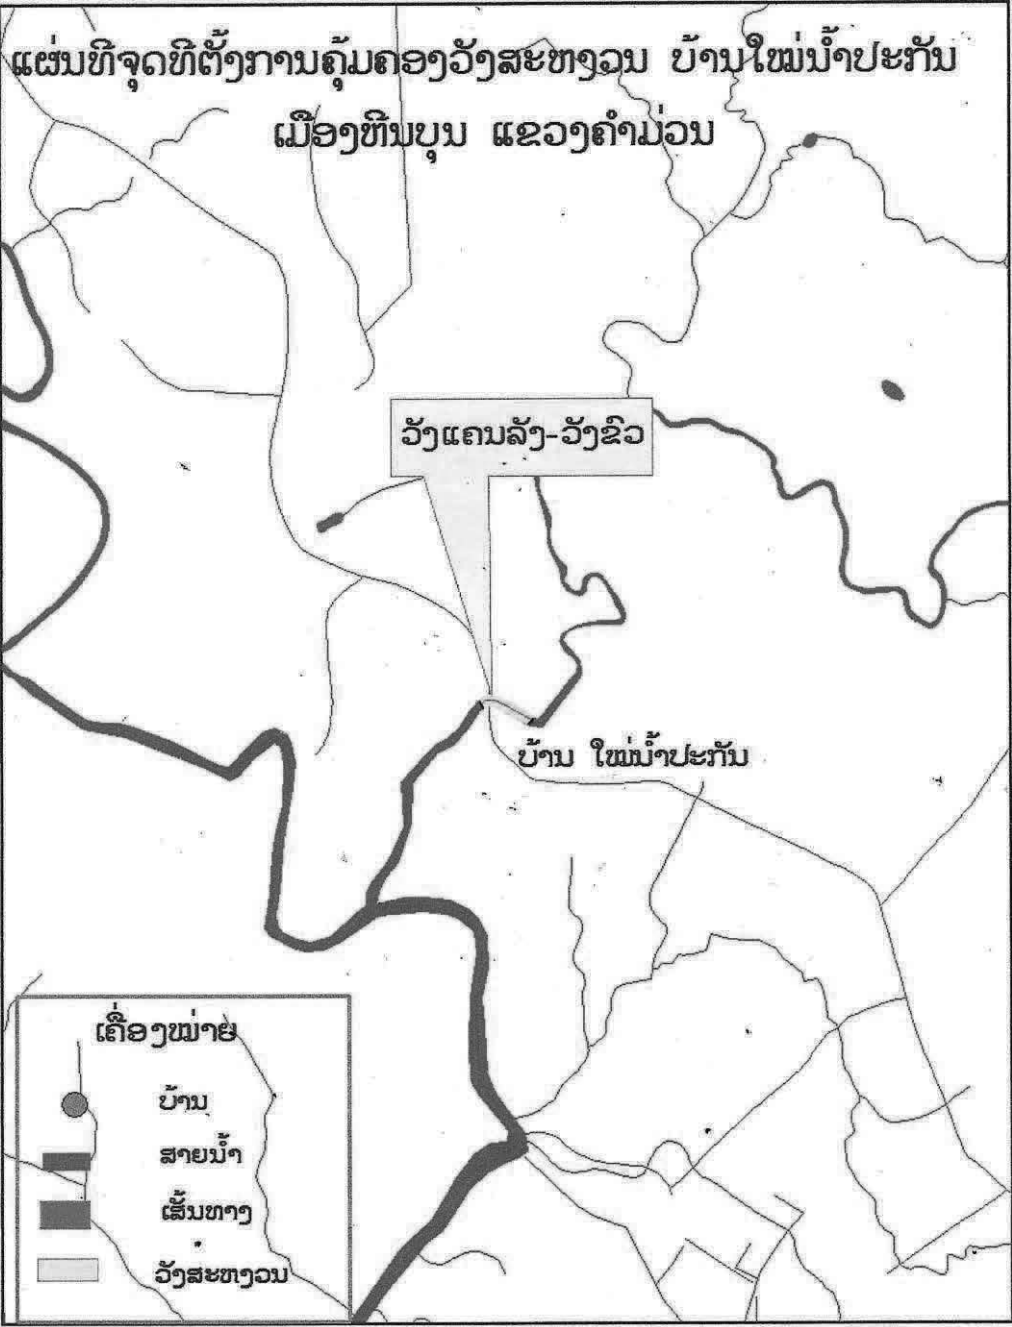 ແຜ່ນທີ່ຈຸດທີ່ຕັ້ງການຄຸ້ມຄອງວັງສະຫງວນ ບ້ານໃໝ່ນ້ຳປະກັນ
ເມືອງຫີນບຸນ ແຂວງຄຳມ່ວນ
ວັງແຄນລັງ-ວັງຂົວ
ບ້ານ ໃໝ່ນ້ຳປະກັນ
ເຄື່ອງໝ່າຍ
ບ້ານ
ສາຍນ້ຳ
ເສັ້ນທາງ
ວັງສະຫງວນ